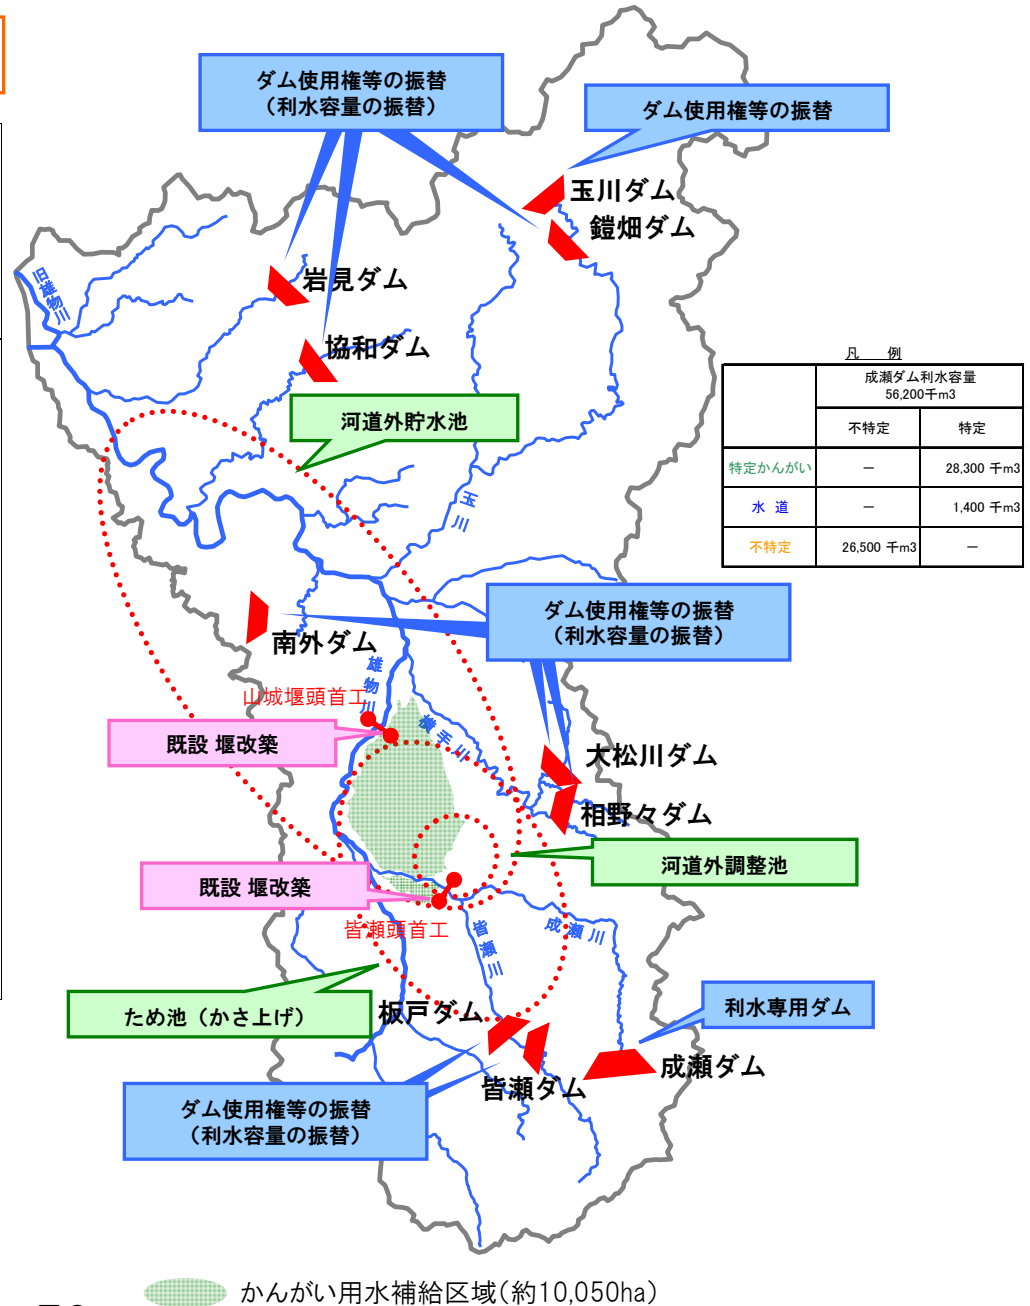 ダム使用権等の振替
（利水容量の振替）
ダム使用権等の振替
玉川ダム
鎧畑ダム
岩見ダム
旧雄物川
協和ダム
凡　例
成瀬ダム利水容量
56,200千m3
不特定　特定
特定かんがい　－　28,300 千m3
水 道　－　1,400 千m3
不特定　26,500 千m3　－
河道外貯水池
玉川
ダム使用権等の振替
（利水容量の振替）
南外ダム
雄物川
山城堰頭首工
横手川
既設 堰改築
大松川ダム
相野々ダム
河道外調整池
既設 堰改築
皆瀬頭首工
皆瀬川
成瀬川
ため池（かさ上げ）
板戸ダム
利水専用ダム
成瀬ダム
皆瀬ダム
ダム使用権等の振替
（利水容量の振替）
かんがい用水補給区域（約10,050ha）